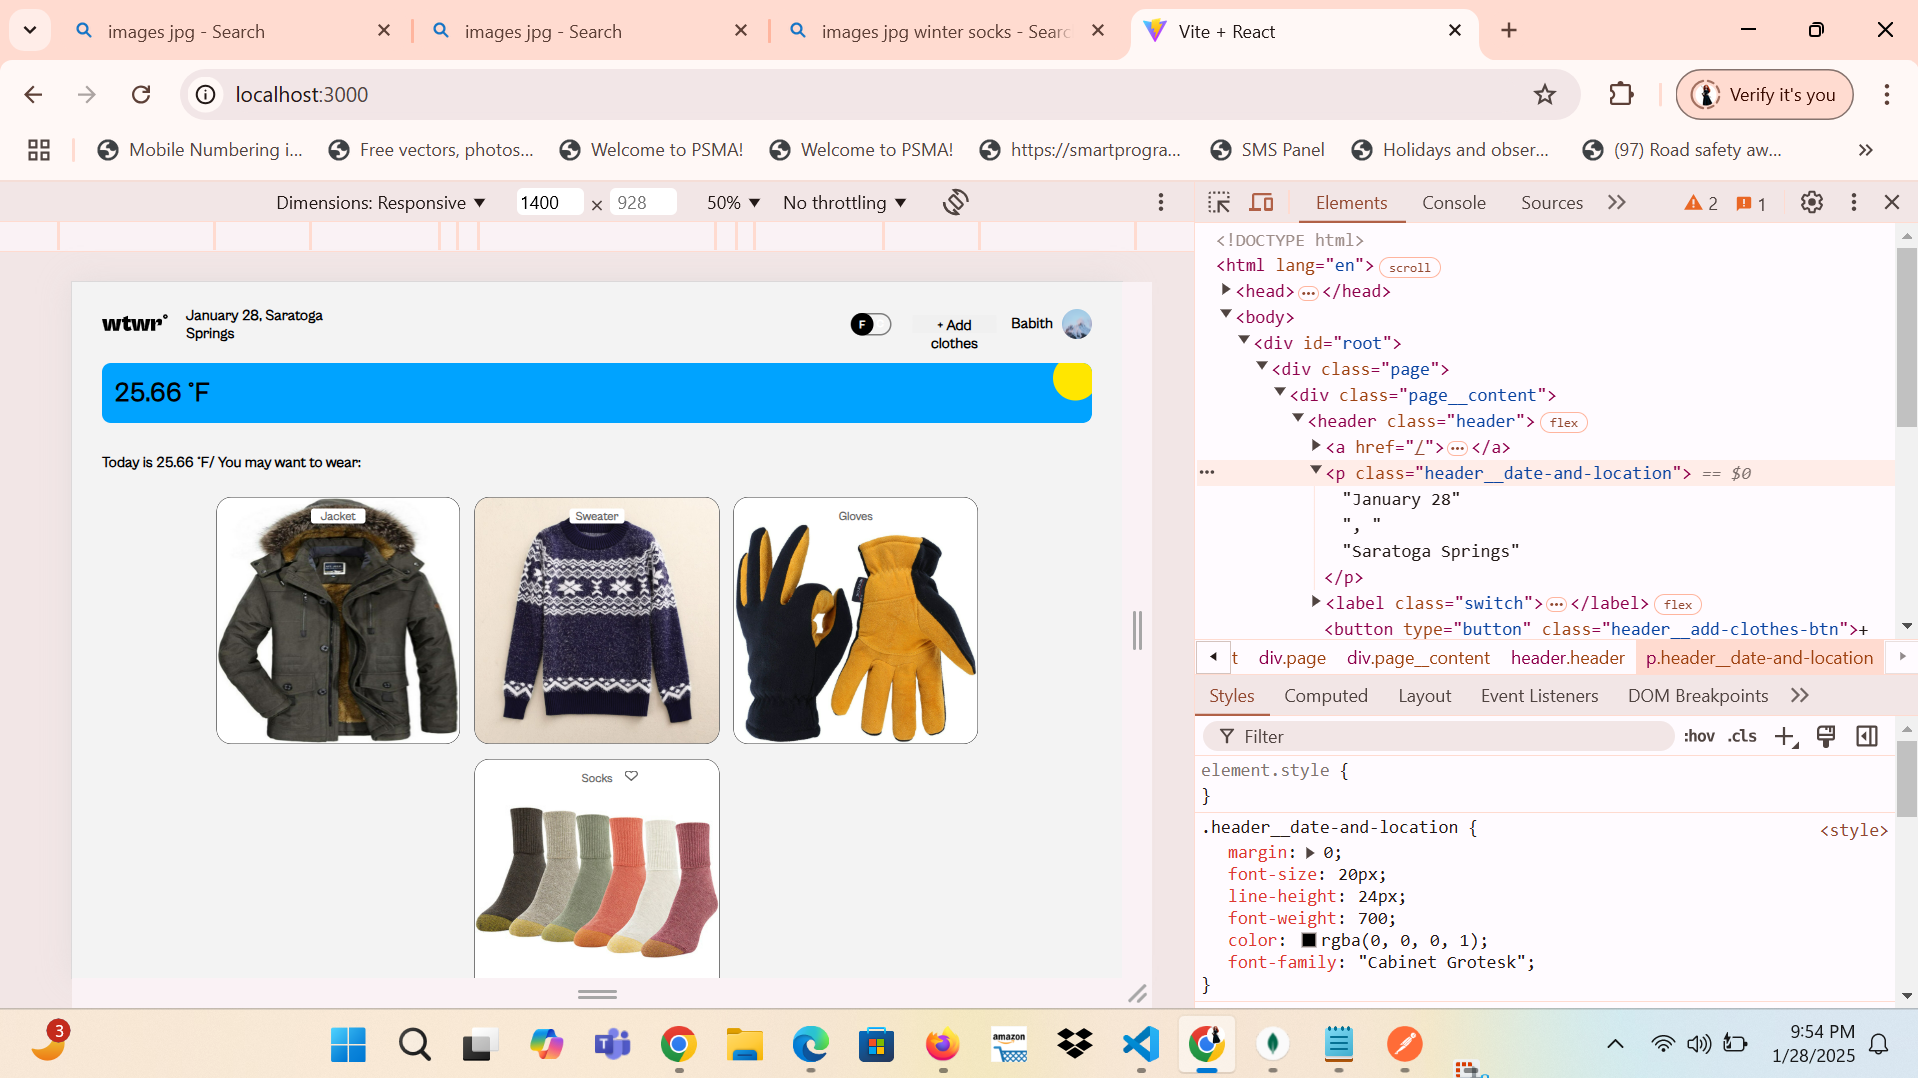 images jpg - Search
images jpg - Search
images jpg winter socks - Searc
Vite + React
localhost:3000
Verify it's you
Mobile Numbering i...
Free vectors, photos...
Welcome to PSMA!
Welcome to PSMA!
https://smartprogra...
SMS Panel
Holidays and obser...
(97) Road safety aw...
»
Dimensions: Responsive
1400 × 928
50%
No throttling
Elements
Console
Sources
2
1
<!DOCTYPE html>
<html lang="en"> scroll
<head> ... </head>
<body>
<div id="root">
<div class="page">
<div class="page__content">
<header class="header"> flex
<a href="/"> ... </a>
<p class="header__date-and-location"> == $0
"January 28"
", "
"Saratoga Springs"
</p>
<label class="switch"> ... </label> flex
<button type="button" class="header__add-clothes-btn">+
t div.page div.page__content header.header p.header__date-and-location
Styles Computed Layout Event Listeners DOM Breakpoints
Filter
:hov .cls
element.style {
}
.header__date-and-location {
<style>
margin: 0;
font-size: 20px;
line-height: 24px;
font-weight: 700;
color: rgba(0, 0, 0, 1);
font-family: "Cabinet Grotesk";
}
wtwr°
January 28, Saratoga
Springs
F
+ Add
clothes
Babith
25.66 °F
Today is 25.66 °F/ You may want to wear:
Jacket
Sweater
Gloves
Socks
3
amazon
9:54 PM
1/28/2025